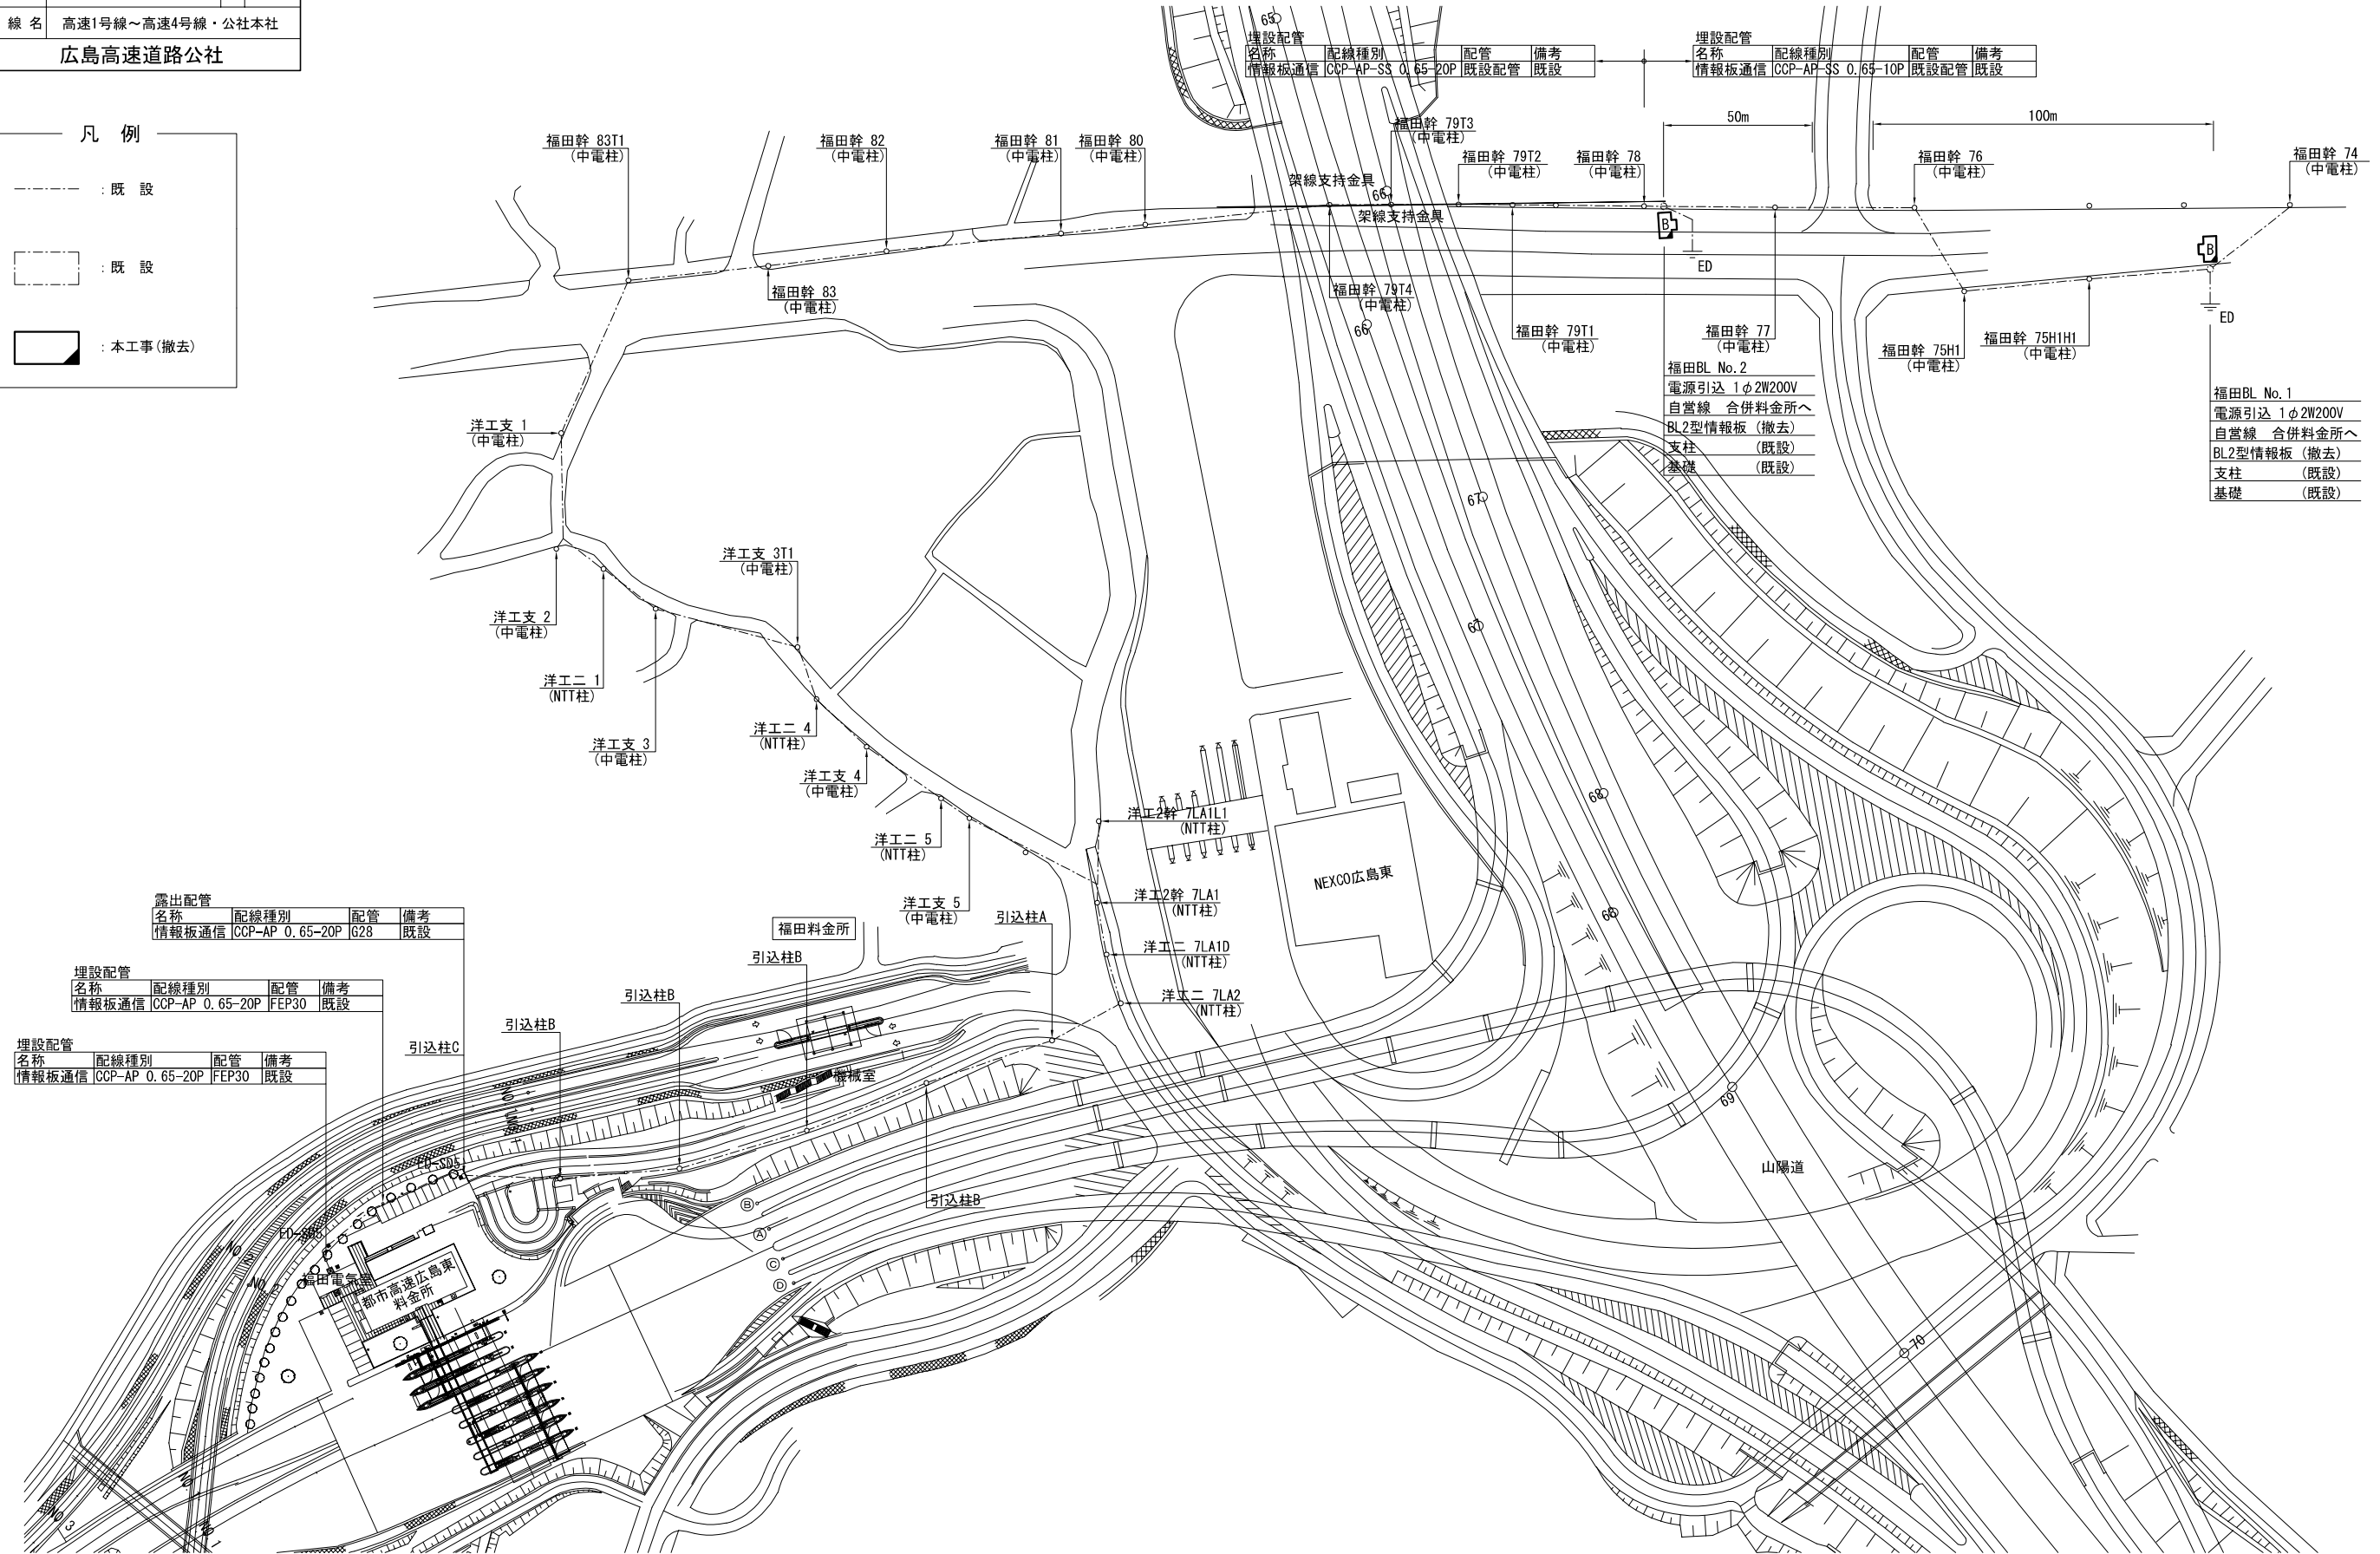 線 名 高速1号線～高速4号線・公社本社
広島高速道路公社
凡 例
：既 設
：既 設
：本工事(撤去)
埋設配管
名称 配線種別 配管 備考
情報板通信 CCP-AP-SS 0.65-20P 既設配管 既設
埋設配管
名称 配線種別 配管 備考
情報板通信 CCP-AP-SS 0.65-10P 既設配管 既設
50m
100m
福田幹 83T1
(中電柱)
福田幹 82
(中電柱)
福田幹 81
(中電柱)
福田幹 80
(中電柱)
福田幹 79T3
(中電柱)
福田幹 79T2
(中電柱)
福田幹 78
(中電柱)
福田幹 76
(中電柱)
福田幹 74
(中電柱)
架線支持金具
架線支持金具
65
66
66
B
B
ED
ED
福田幹 83
(中電柱)
福田幹 79T4
(中電柱)
福田幹 79T1
(中電柱)
福田幹 77
(中電柱)
福田幹 75H1
(中電柱)
福田幹 75H1H1
(中電柱)
福田BL No.2
電源引込 1φ2W200V
自営線 合併料金所へ
BL2型情報板 (撤去)
支柱 (既設)
基礎 (既設)
福田BL No.1
電源引込 1φ2W200V
自営線 合併料金所へ
BL2型情報板 (撤去)
支柱 (既設)
基礎 (既設)
洋工支 1
(中電柱)
洋工支 2
(中電柱)
洋工支 3T1
(中電柱)
洋工二 1
(NTT柱)
洋工支 3
(中電柱)
洋工二 4
(NTT柱)
洋工支 4
(中電柱)
洋工二 5
(NTT柱)
洋工支 5
(中電柱)
洋工2幹 7LA1L1
(NTT柱)
洋工2幹 7LA1
(NTT柱)
洋工二 7LA1D
(NTT柱)
洋工二 7LA2
(NTT柱)
67
67
68
68
69
70
NEXCO広島東
山陽道
露出配管
名称 配線種別 配管 備考
情報板通信 CCP-AP 0.65-20P G28 既設
埋設配管
名称 配線種別 配管 備考
情報板通信 CCP-AP 0.65-20P FEP30 既設
埋設配管
名称 配線種別 配管 備考
情報板通信 CCP-AP 0.65-20P FEP30 既設
福田料金所
引込柱A
引込柱B
引込柱B
引込柱B
引込柱C
引込柱B
機械室
ED-SD5
福田電気室
都市高速広島東
料金所
B
A
C
D
NO 3